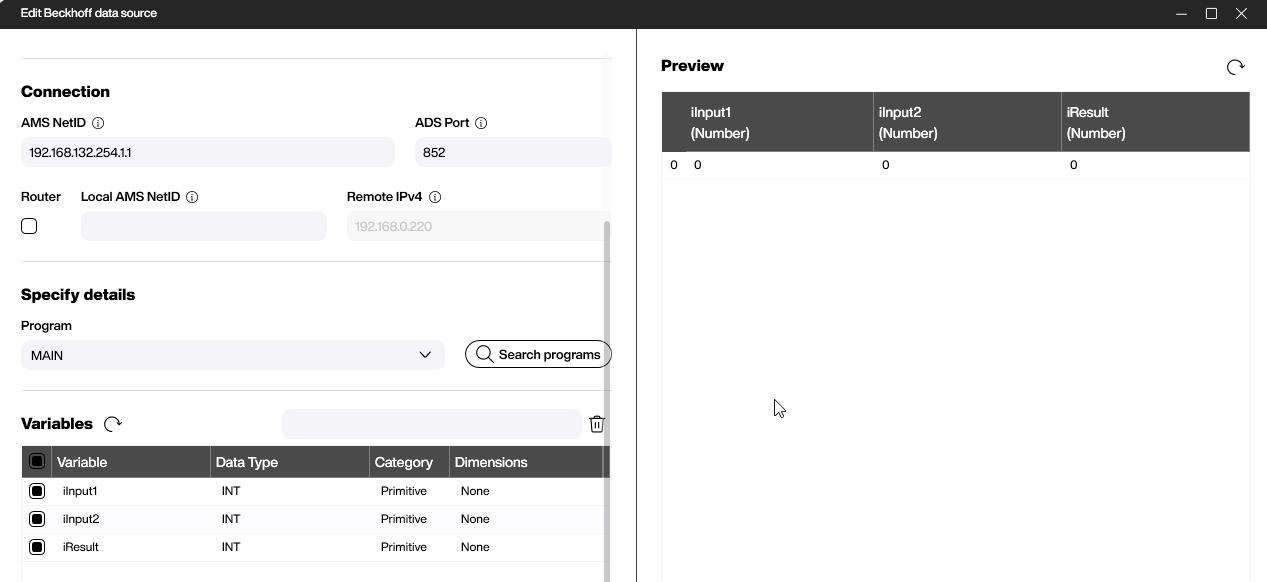 Edit Beckhoff data source
Connection
AMS NetID
ADS Port
192.168.132.254.1.1
852
Router
Local AMS NetID
Remote IPv4
192.168.0.220
Specify details
Program
MAIN
Search programs
Variables
Variable Data Type Category Dimensions
iInput1 INT Primitive None
iInput2 INT Primitive None
iResult INT Primitive None
Preview
iInput1 (Number) iInput2 (Number) iResult (Number)
0 0 0 0